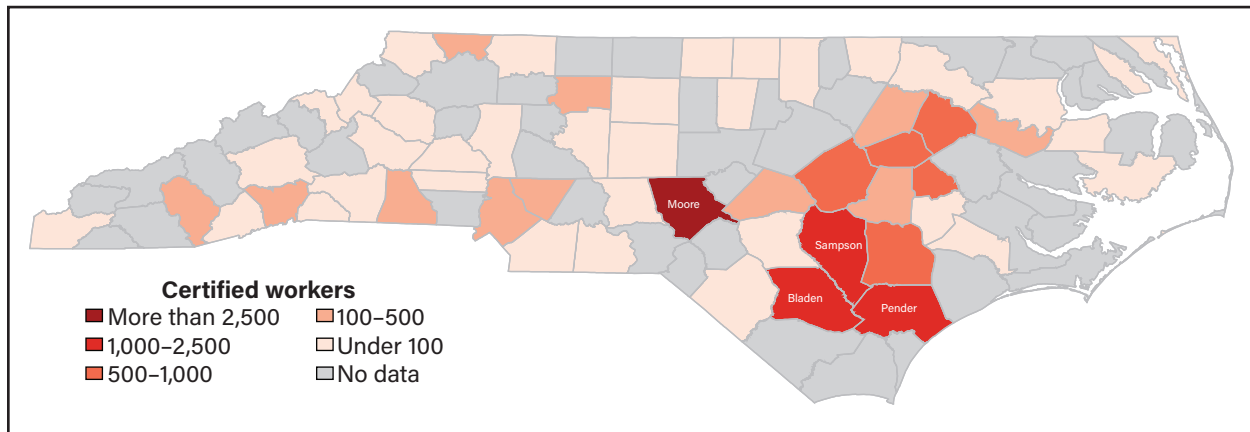 Moore
Sampson
Bladen
Pender
Certified workers
More than 2,500
100–500
1,000–2,500
Under 100
500–1,000
No data